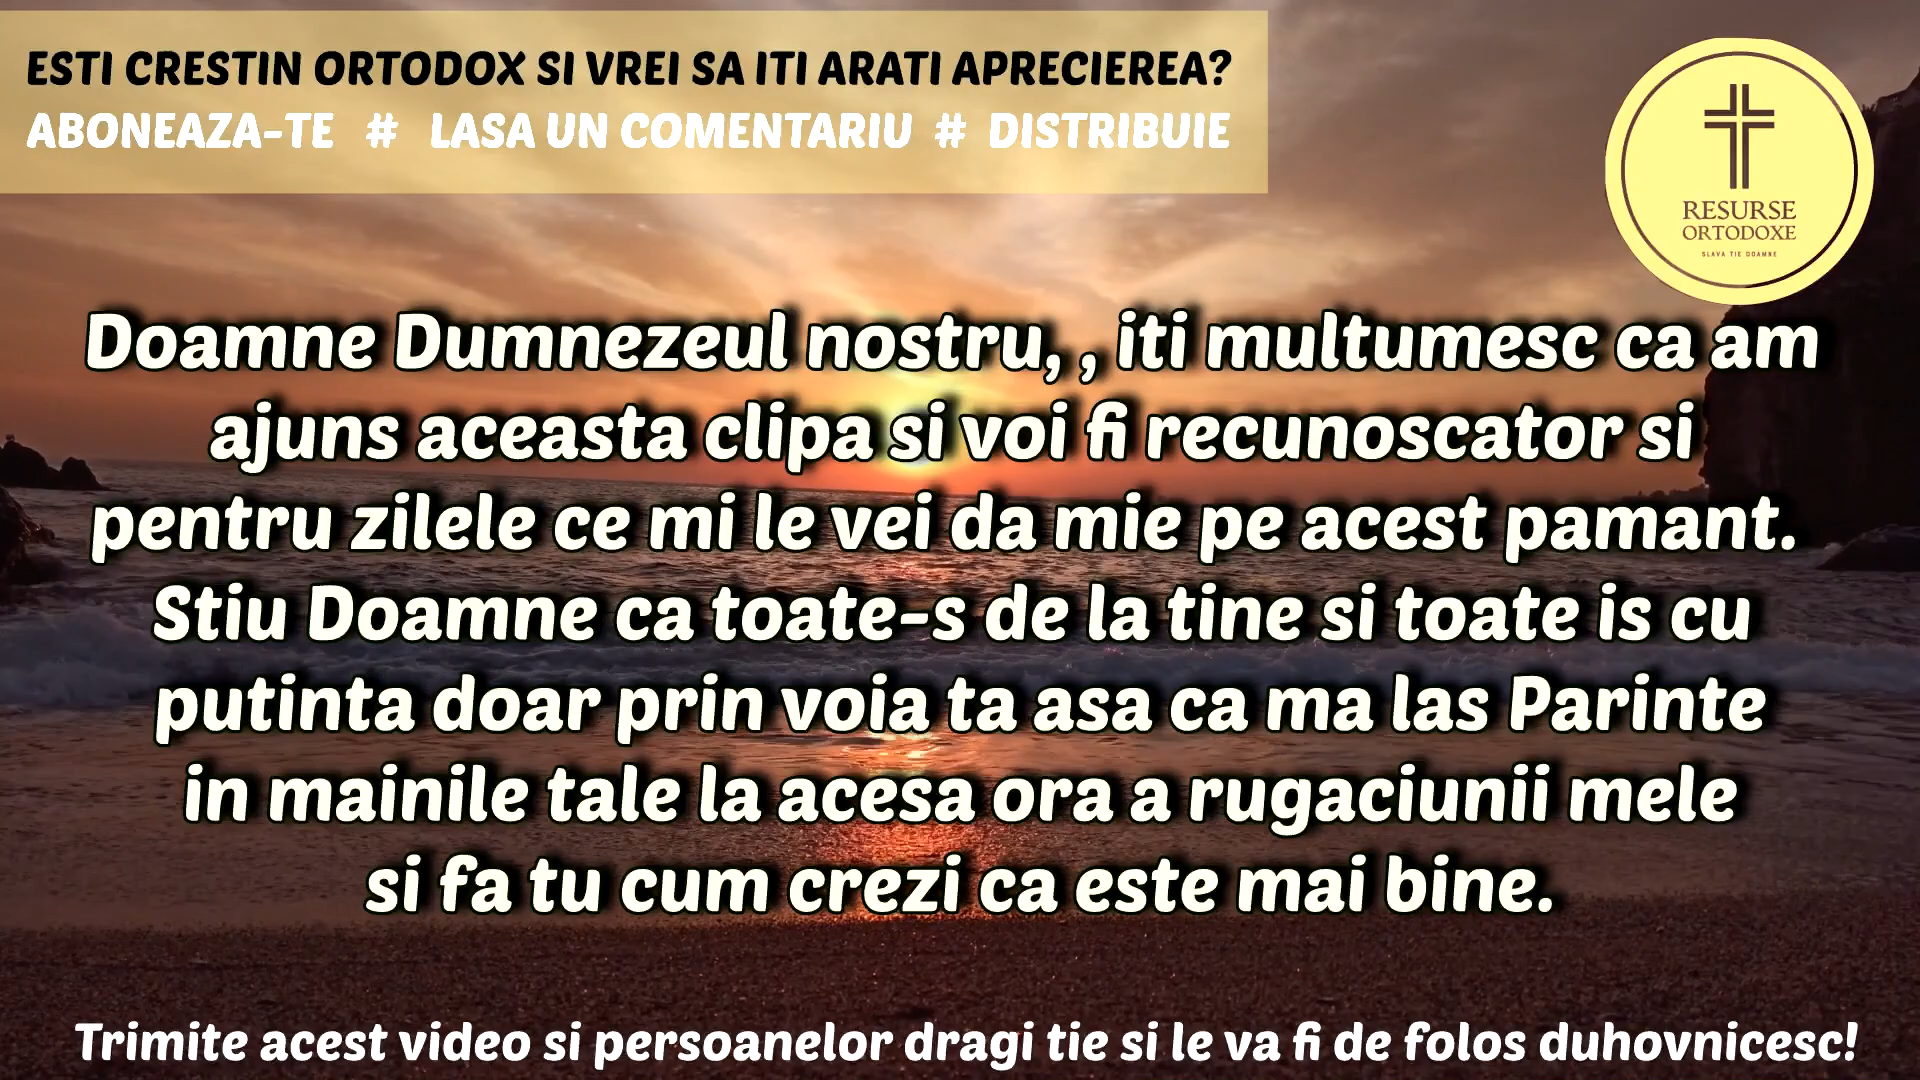 ESTI CRESTIN ORTODOX SI VREI SA ITI ARATI APRECIEREA?
ABONEAZA-TE # LASA UN COMENTARIU # DISTRIBUIE
RESURSE
ORTODOXE
SLAVA TIE DOAMNE
Doamne Dumnezeul nostru, , iti multumesc ca am
ajuns aceasta clipa si voi fi recunoscator si
pentru zilele ce mi le vei da mie pe acest pamant.
Stiu Doamne ca toate-s de la tine si toate is cu
putinta doar prin voia ta asa ca ma las Parinte
in mainile tale la acesa ora a rugaciunii mele
si fa tu cum crezi ca este mai bine.
Trimite acest video si persoanelor dragi tie si le va fi de folos duhovnicesc!